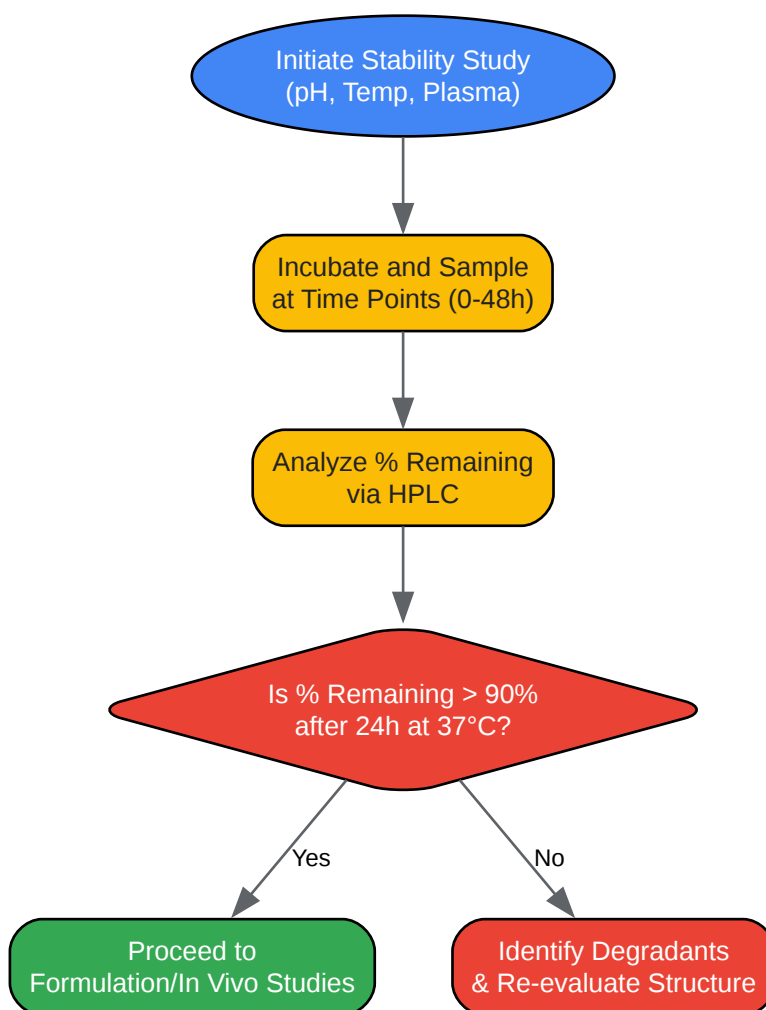 Initiate Stability Study
(pH, Temp, Plasma)
Incubate and Sample
at Time Points (0-48h)
Analyze % Remaining
via HPLC
Is % Remaining > 90%
after 24h at 37°C?
Yes
No
Proceed to
Formulation/In Vivo Studies
Identify Degradants
& Re-evaluate Structure